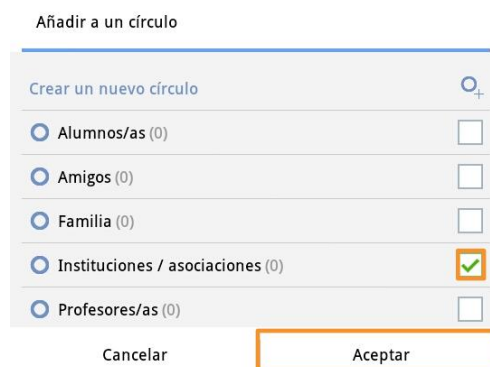 Añadir a un círculo
Crear un nuevo círculo
Alumnos/as (0)
Amigos (0)
Familia (0)
Instituciones / asociaciones (0)
Profesores/as (0)
Cancelar Aceptar